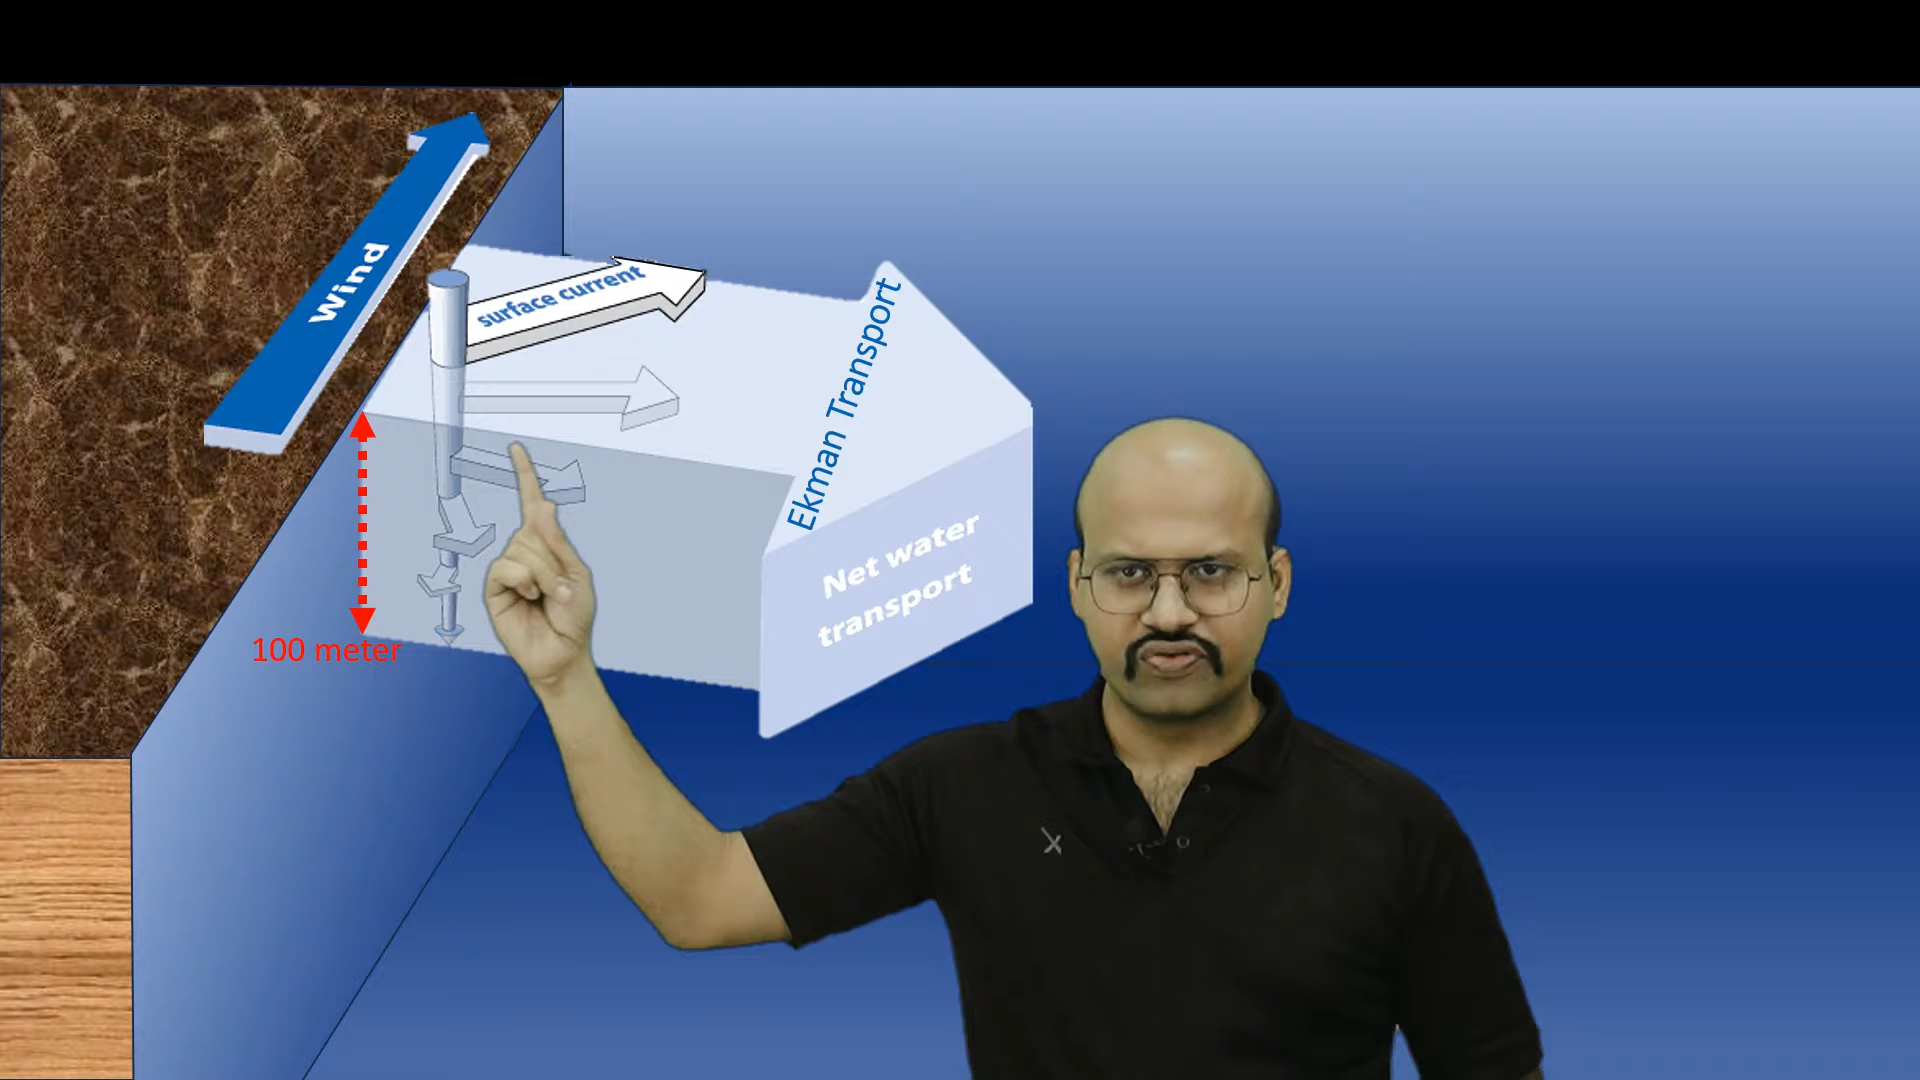 Wind
surface current
Ekman Transport
Net water
transport
100 meter